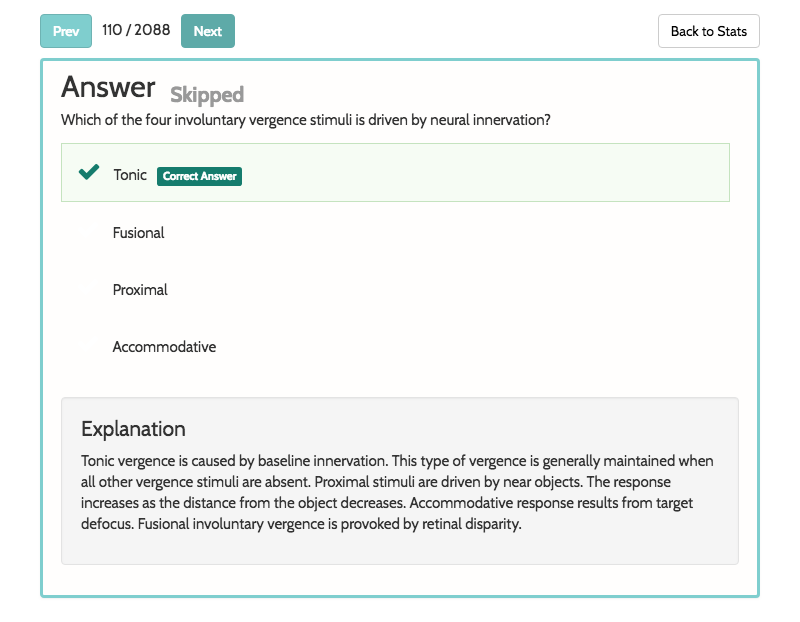 Prev 110 / 2088 Next Back to Stats
Answer Skipped
Which of the four involuntary vergence stimuli is driven by neural innervation?
Tonic Correct Answer
Fusional
Proximal
Accommodative
Explanation
Tonic vergence is caused by baseline innervation. This type of vergence is generally maintained when
all other vergence stimuli are absent. Proximal stimuli are driven by near objects. The response
increases as the distance from the object decreases. Accommodative response results from target
defocus. Fusional involuntary vergence is provoked by retinal disparity.